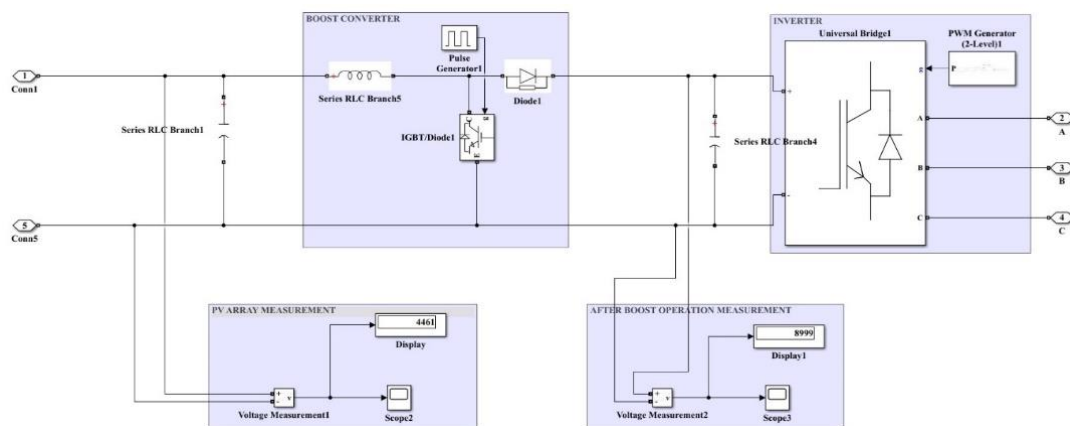 BOOST CONVERTER
INVERTER
Universal Bridge1
PWM Generator
(2-Level)1
Pulse
Generator1
1
Conn1
Series RLC Branch5
Diode1
g
P
+
Series RLC Branch1
IGBT/Diode1
g
C
E
Series RLC Branch4
A
2
A
B
3
B
-
C
4
C
5
Conn5
PV ARRAY MEASUREMENT
4461
Display
+
-
v
Voltage Measurement1
Scope2
AFTER BOOST OPERATION MEASUREMENT
8999
Display1
+
-
v
Voltage Measurement2
Scope3